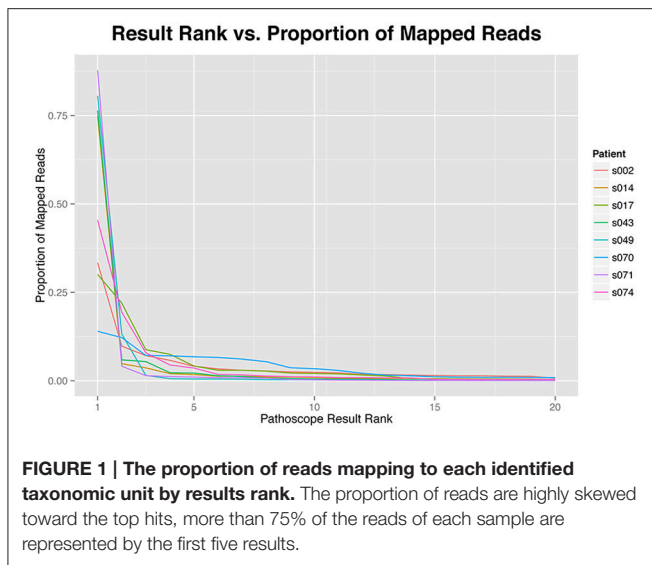 Result Rank vs. Proportion of Mapped Reads
Proportion of Mapped Reads
0.75
0.50
0.25
0.00
1
5
10
15
20
Pathoscope Result Rank
Patient
s002
s014
s017
s043
s049
s070
s071
s074
FIGURE 1 | The proportion of reads mapping to each identified
taxonomic unit by results rank. The proportion of reads are highly skewed
toward the top hits, more than 75% of the reads of each sample are
represented by the first five results.